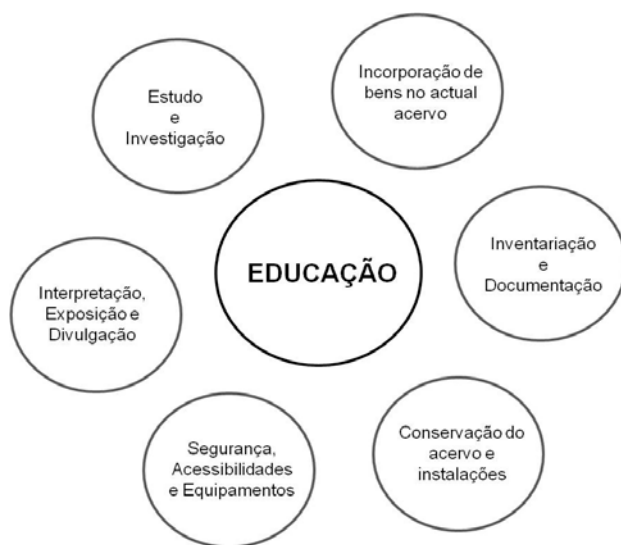 Estudo
e
Investigação
Incorporação de
bens no actual
acervo
EDUCAÇÃO
Inventariação
e
Documentação
Interpretação,
Exposição e
Divulgação
Segurança,
Acessibilidades
e Equipamentos
Conservação do
acervo e
instalações